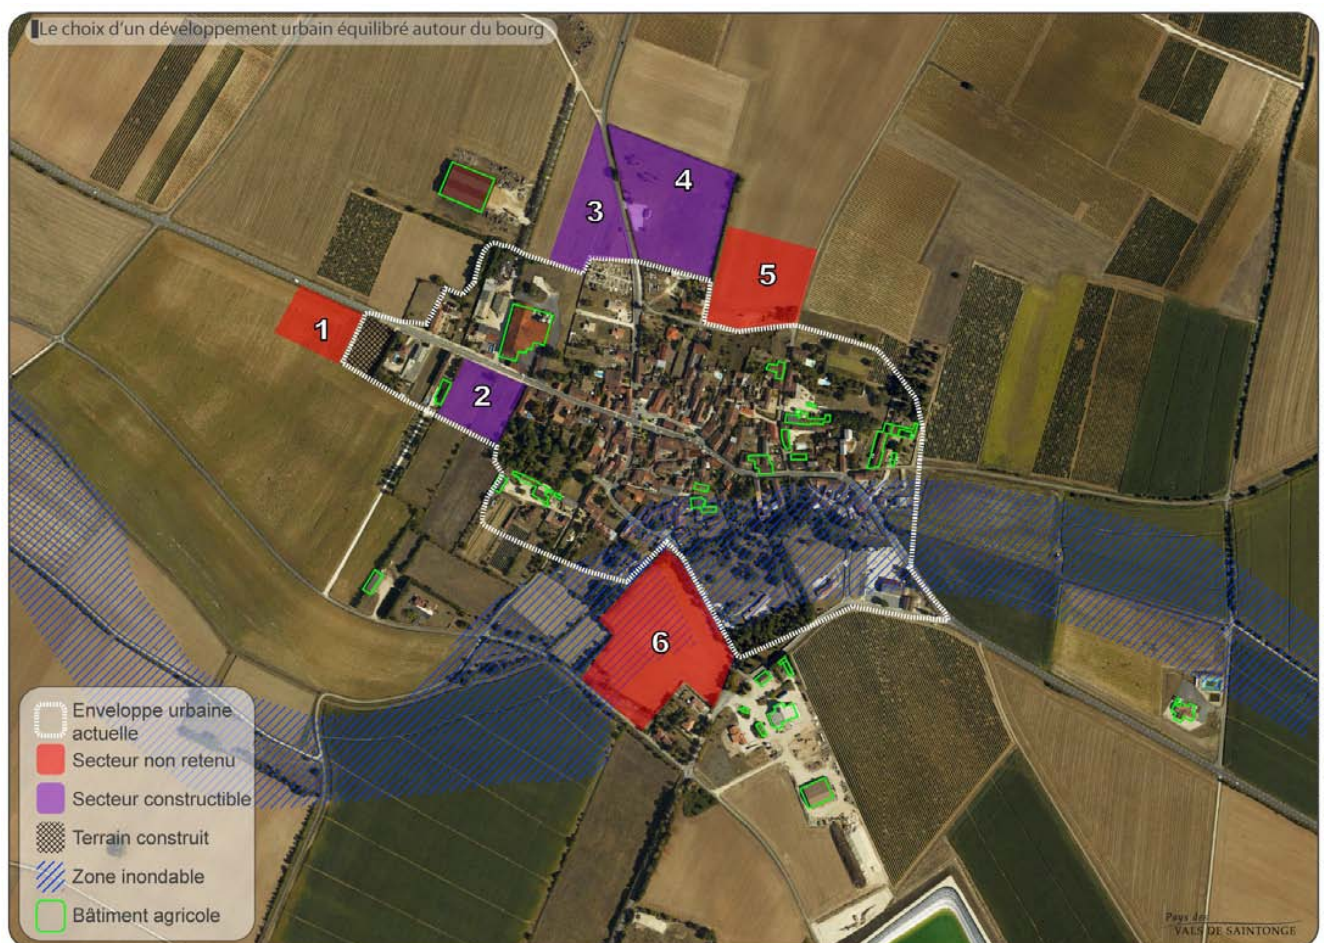 Le choix d'un développement urbain équilibré autour du bourg
4
3
5
1
2
6
Enveloppe urbaine
actuelle
Secteur non retenu
Secteur constructible
Terrain construit
Zone inondable
Bâtiment agricole
Pays des
VALS DE SAINTONGE